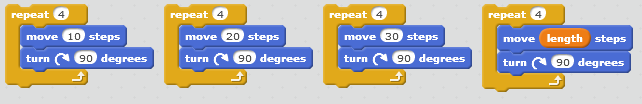 repeat 4
move 10 steps
turn 90 degrees
repeat 4
move 20 steps
turn 90 degrees
repeat 4
move 30 steps
turn 90 degrees
repeat 4
move length steps
turn 90 degrees